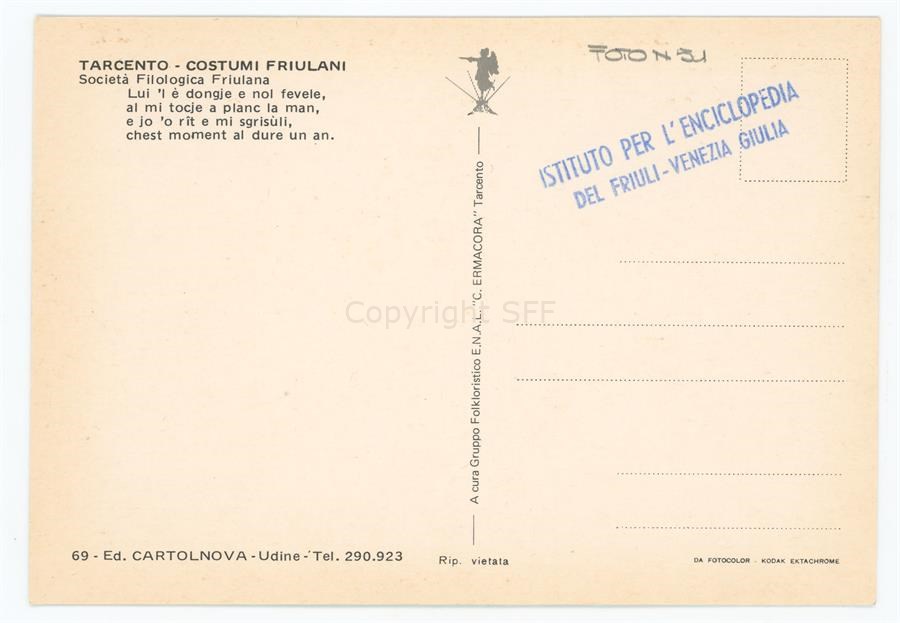 TARCENTO - COSTUMI FRIULANI
Società Filologica Friulana
Lui 'l è dongje e nol fevele,
al mi tocje a planc la man,
e jo 'o rît e mi sgrisùli,
chest moment al dure un an.
69 - Ed. CARTOLNOVA - Udine - Tel. 290.923
A cura Gruppo Folkloristico E.N.A.L. "C. ERMACORA" Tarcento
Rip. vietata
FOTO N 31
ISTITUTO PER L'ENCICLOPEDIA
DEL FRIULI-VENEZIA GIULIA
Copyright SFF
DA FOTOCOLOR - KODAK EKTACHROME